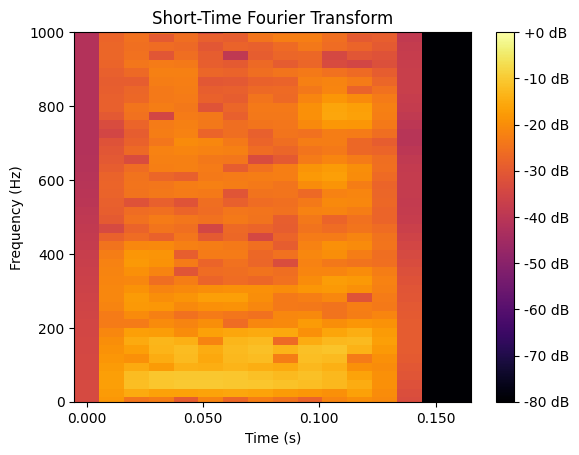 Short-Time Fourier Transform
1000
800
600
400
200
0
Frequency (Hz)
0.000
0.050
0.100
0.150
Time (s)
+0 dB
-10 dB
-20 dB
-30 dB
-40 dB
-50 dB
-60 dB
-70 dB
-80 dB